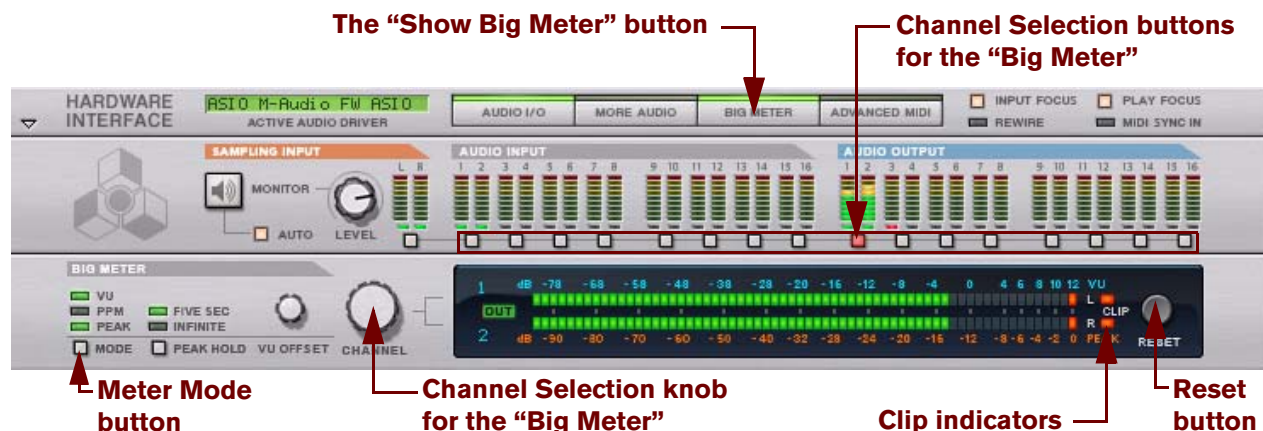 The “Show Big Meter” button
Channel Selection buttons
for the “Big Meter”
HARDWARE
INTERFACE
ASIO M-Audio FW ASIO
ACTIVE AUDIO DRIVER
AUDIO I/O
MORE AUDIO
BIG METER
ADVANCED MIDI
INPUT FOCUS
PLAY FOCUS
REWIRE
MIDI SYNC IN
SAMPLING INPUT
L R
MONITOR
AUTO
LEVEL
AUDIO INPUT
1 2 3 4 5 6 7 8 9 10 11 12 13 14 15 16
AUDIO OUTPUT
2 3 4 5 6 7 8 9 10 11 12 13 14 15 16
BIG METER
VU
PPM
PEAK
FIVE SEC
INFINITE
MODE
PEAK HOLD
VU OFFSET
CHANNEL
1 dB -78 -68 -58 -48 -38 -28 -20 -16 -12 -8 -4 0 4 6 8 10 12 VU
OUT
L
CLIP
R
2 dB -90 -80 -70 -60 -50 -40 -32 -28 -24 -20 -16 -12 -8 -6 -4 -2 0 PEAK
RESET
Meter Mode
button
Channel Selection knob
for the “Big Meter”
Clip indicators
Reset
button